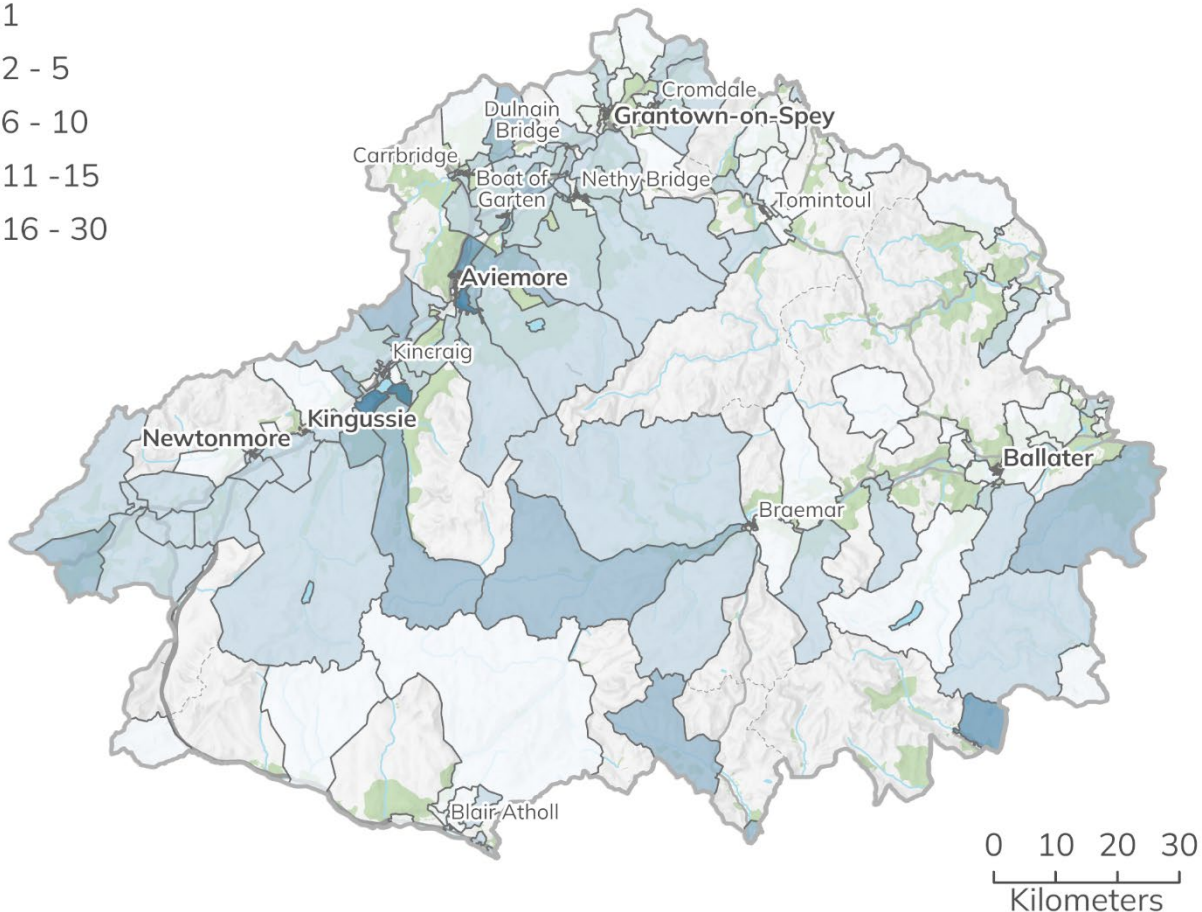 1
2 - 5
6 - 10
11 -15
16 - 30
Cromdale
Dulnain
Bridge
Grantown-on-Spey
Carrbridge
Boat of
Garten
Nethy Bridge
Tomintoul
Aviemore
Kincraig
Kingussie
Newtonmore
Ballater
Braemar
Blair Atholl
0 10 20 30
Kilometers